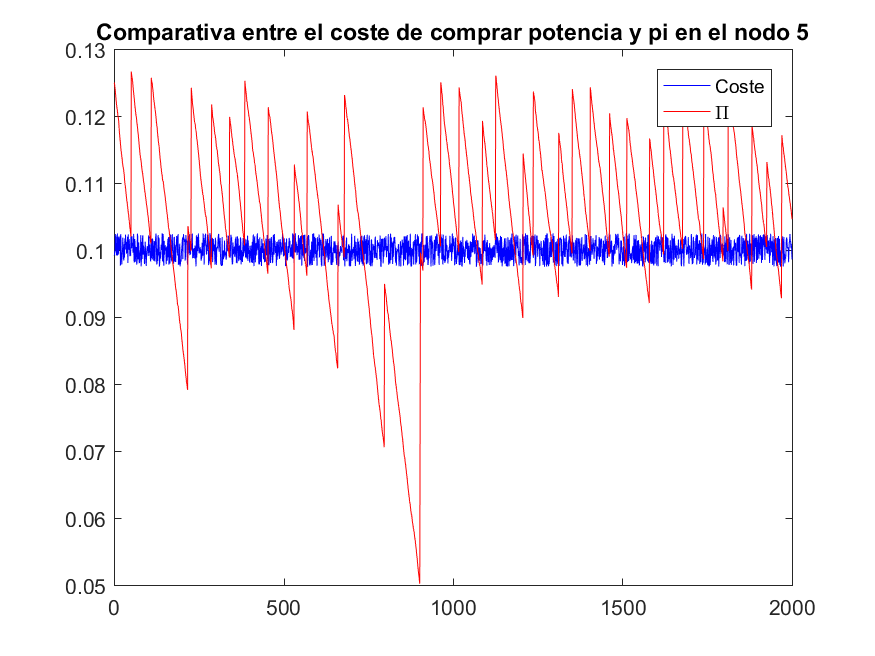 Comparativa entre el coste de comprar potencia y pi en el nodo 5
0.13
0.12
0.11
0.1
0.09
0.08
0.07
0.06
0.05
Coste
Π
0 500 1000 1500 2000